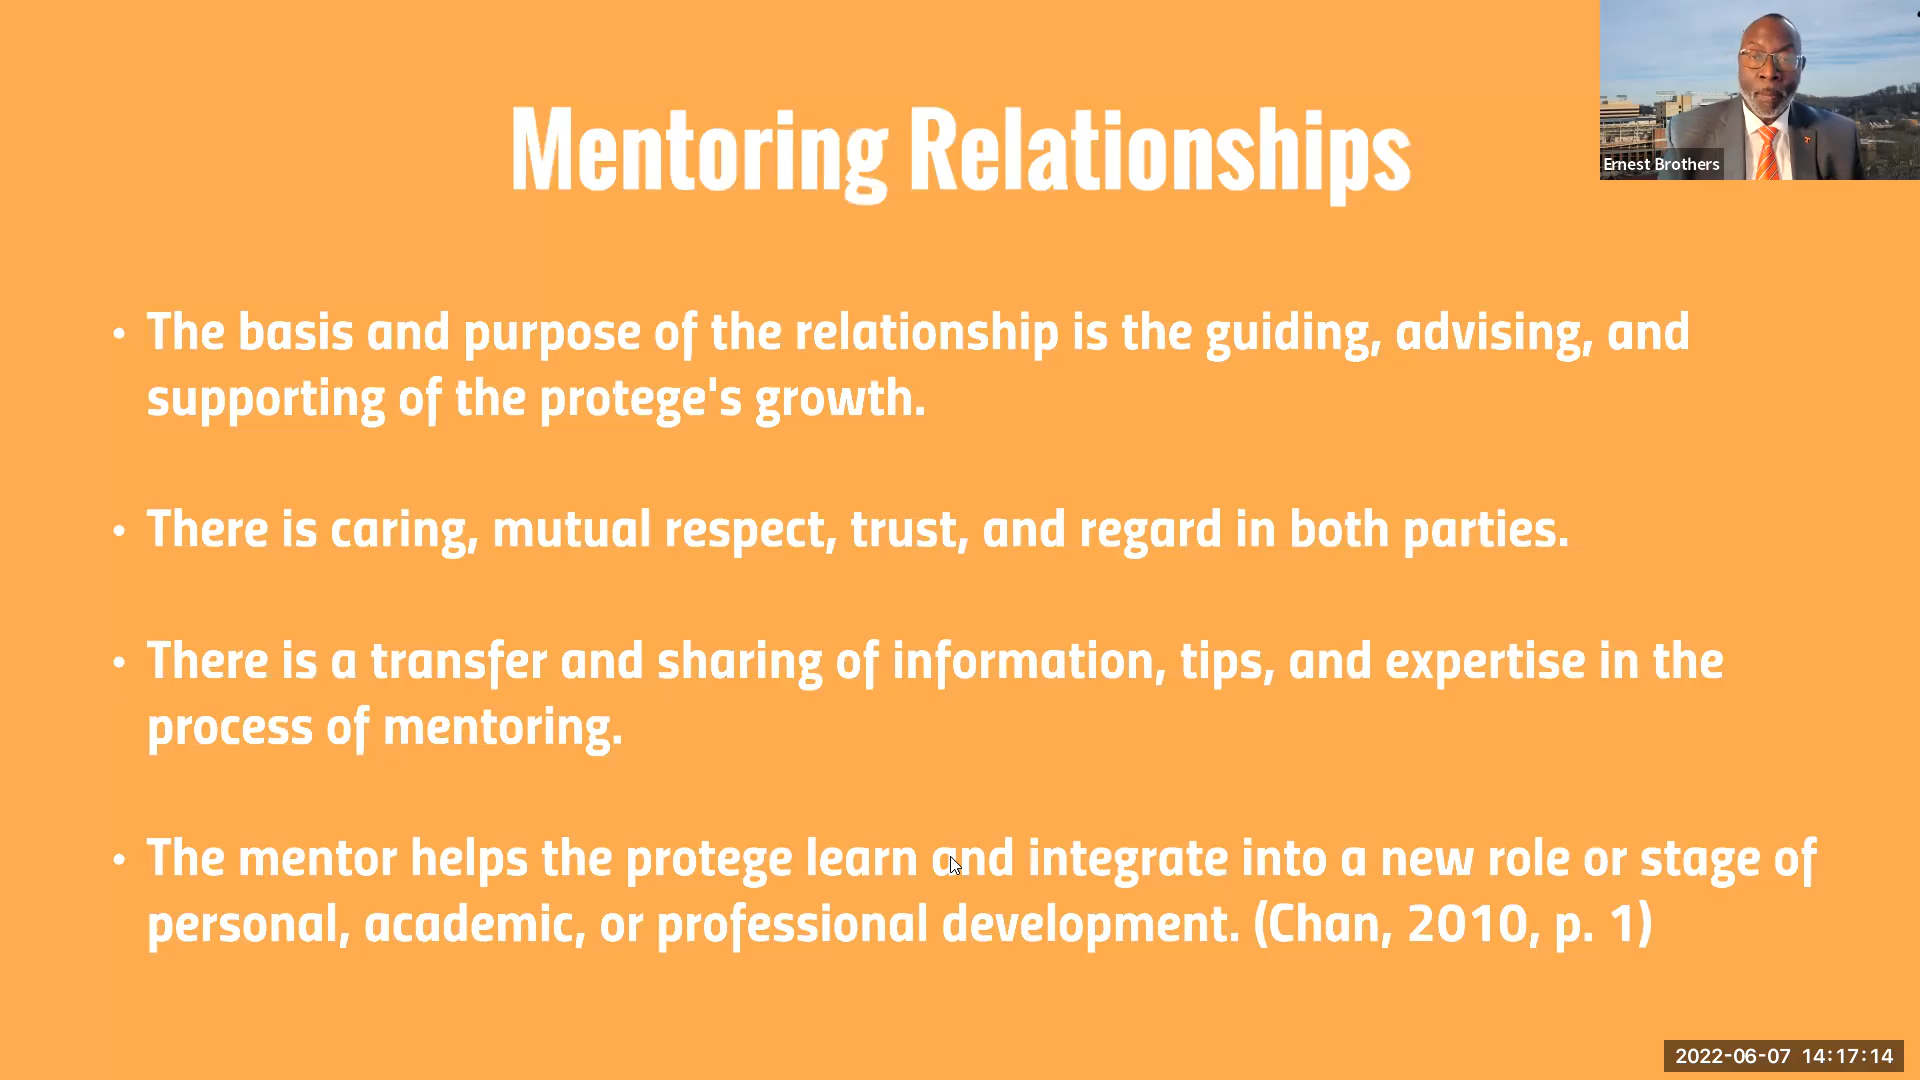 Mentoring Relationships
Ernest Brothers
• The basis and purpose of the relationship is the guiding, advising, and
supporting of the protege's growth.
• There is caring, mutual respect, trust, and regard in both parties.
• There is a transfer and sharing of information, tips, and expertise in the
process of mentoring.
• The mentor helps the protege learn and integrate into a new role or stage of
personal, academic, or professional development. (Chan, 2010, p. 1)
2022-06-07 14:17:14